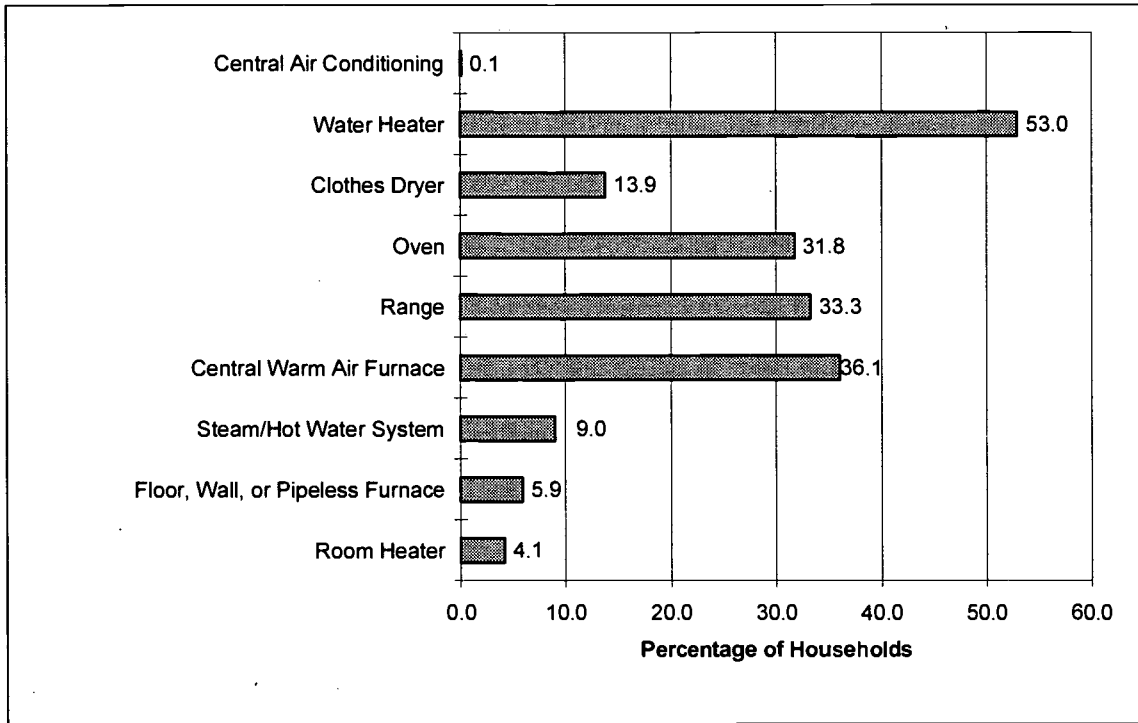 Central Air Conditioning 0.1
Water Heater 53.0
Clothes Dryer 13.9
Oven 31.8
Range 33.3
Central Warm Air Furnace 36.1
Steam/Hot Water System 9.0
Floor, Wall, or Pipeless Furnace 5.9
Room Heater 4.1
0.0 10.0 20.0 30.0 40.0 50.0 60.0
Percentage of Households